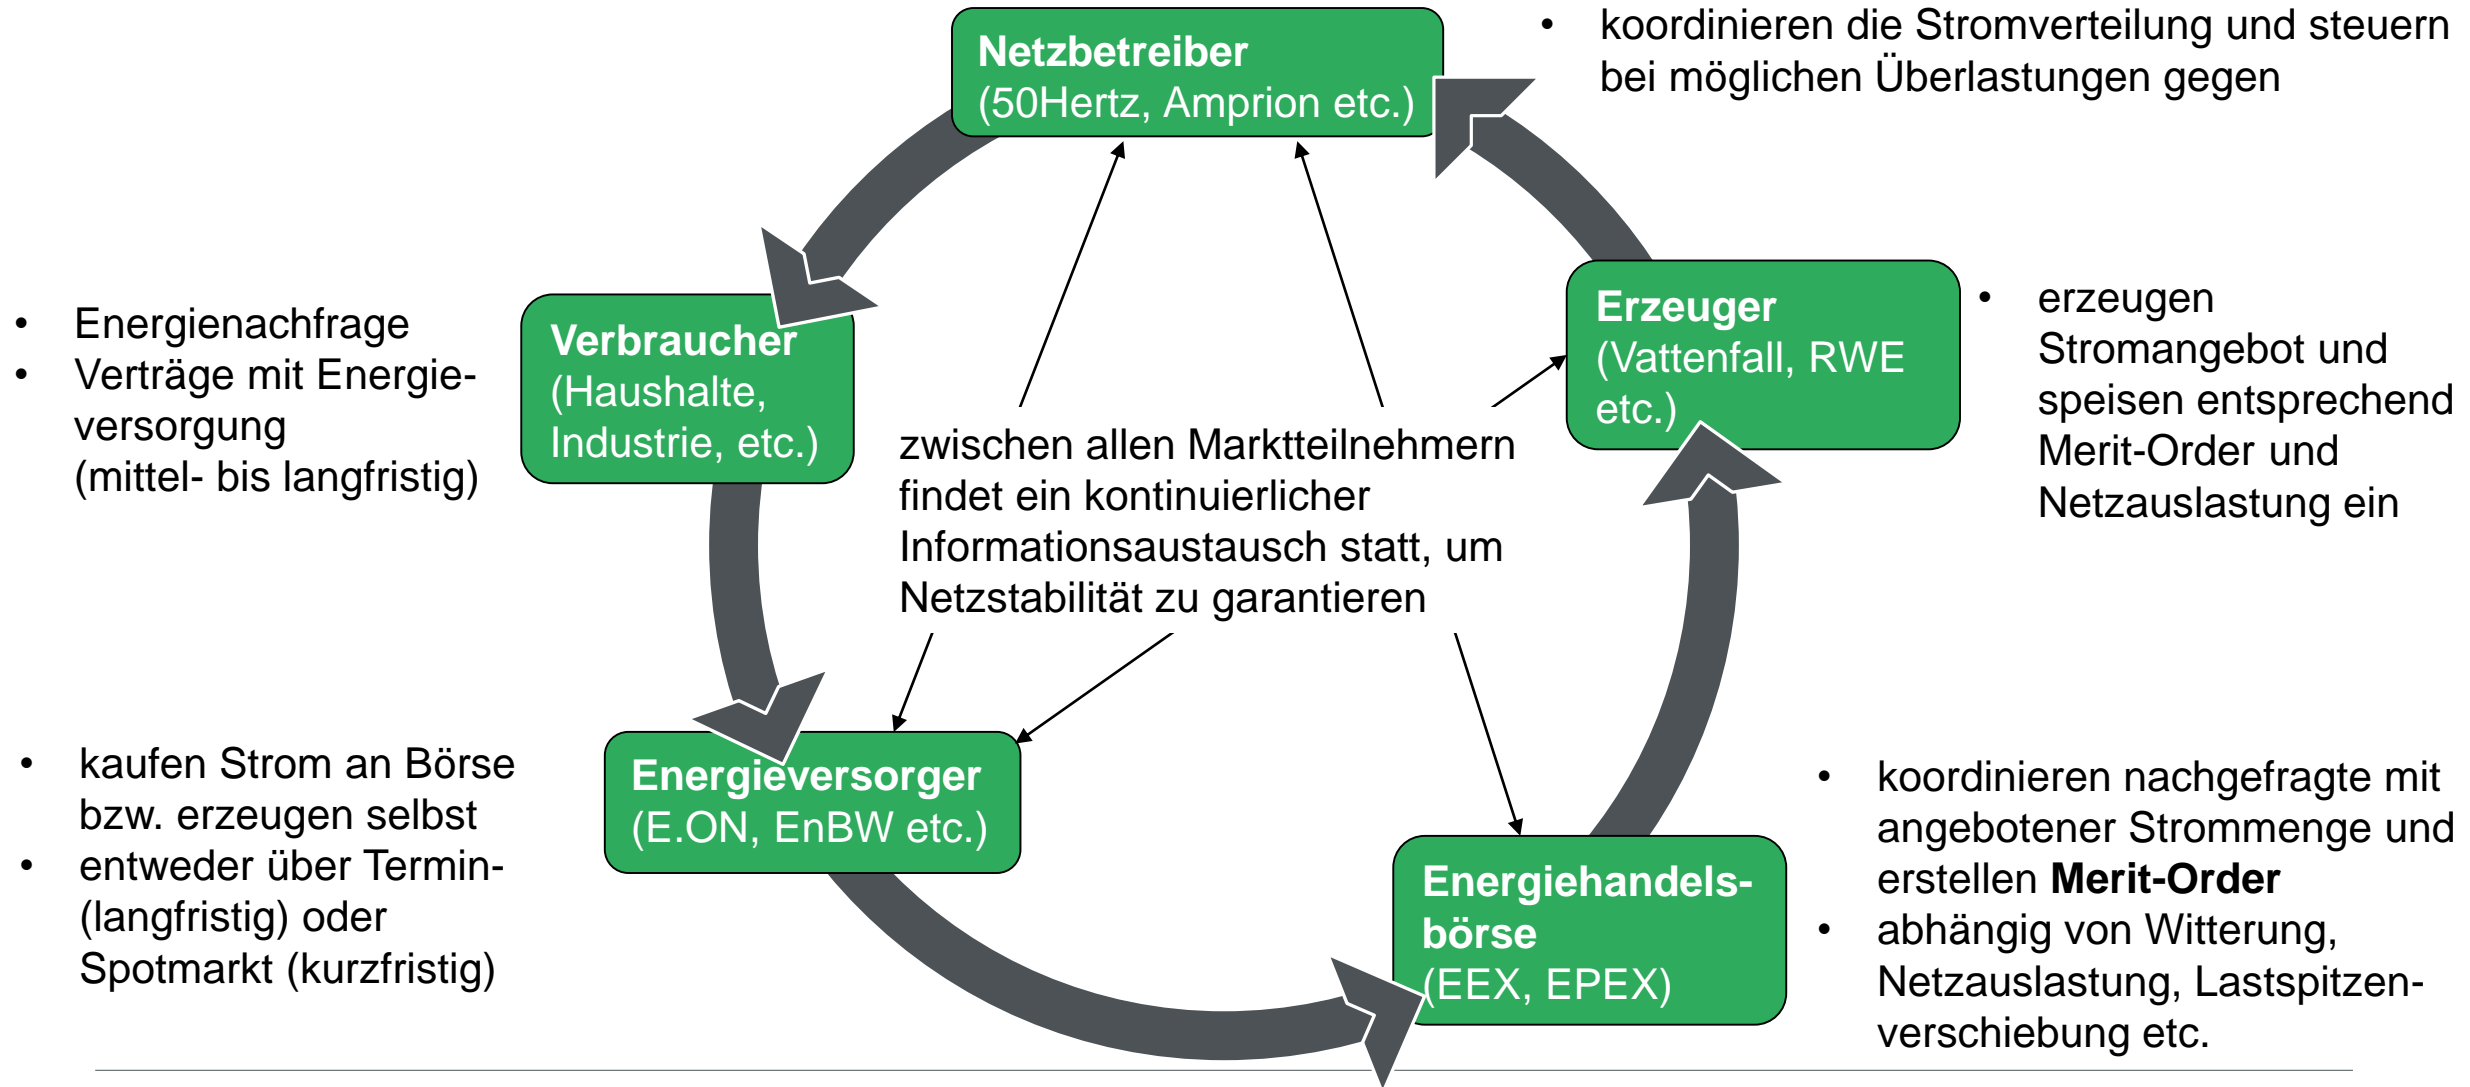 Netzbetreiber
(50Hertz, Amprion etc.)
• koordinieren die Stromverteilung und steuern
bei möglichen Überlastungen gegen
• Energienachfrage
• Verträge mit Energie-
versorgung
(mittel- bis langfristig)
Verbraucher
(Haushalte,
Industrie, etc.)
Erzeuger
(Vattenfall, RWE
etc.)
• erzeugen
Stromangebot und
speisen entsprechend
Merit-Order und
Netzauslastung ein
zwischen allen Marktteilnehmern
findet ein kontinuierlicher
Informationsaustausch statt, um
Netzstabilität zu garantieren
• kaufen Strom an Börse
bzw. erzeugen selbst
• entweder über Termin-
(langfristig) oder
Spotmarkt (kurzfristig)
Energieversorger
(E.ON, EnBW etc.)
Energiehandels-
börse
(EEX, EPEX)
• koordinieren nachgefragte mit
angebotener Strommenge und
erstellen Merit-Order
• abhängig von Witterung,
Netzauslastung, Lastspitzen-
verschiebung etc.